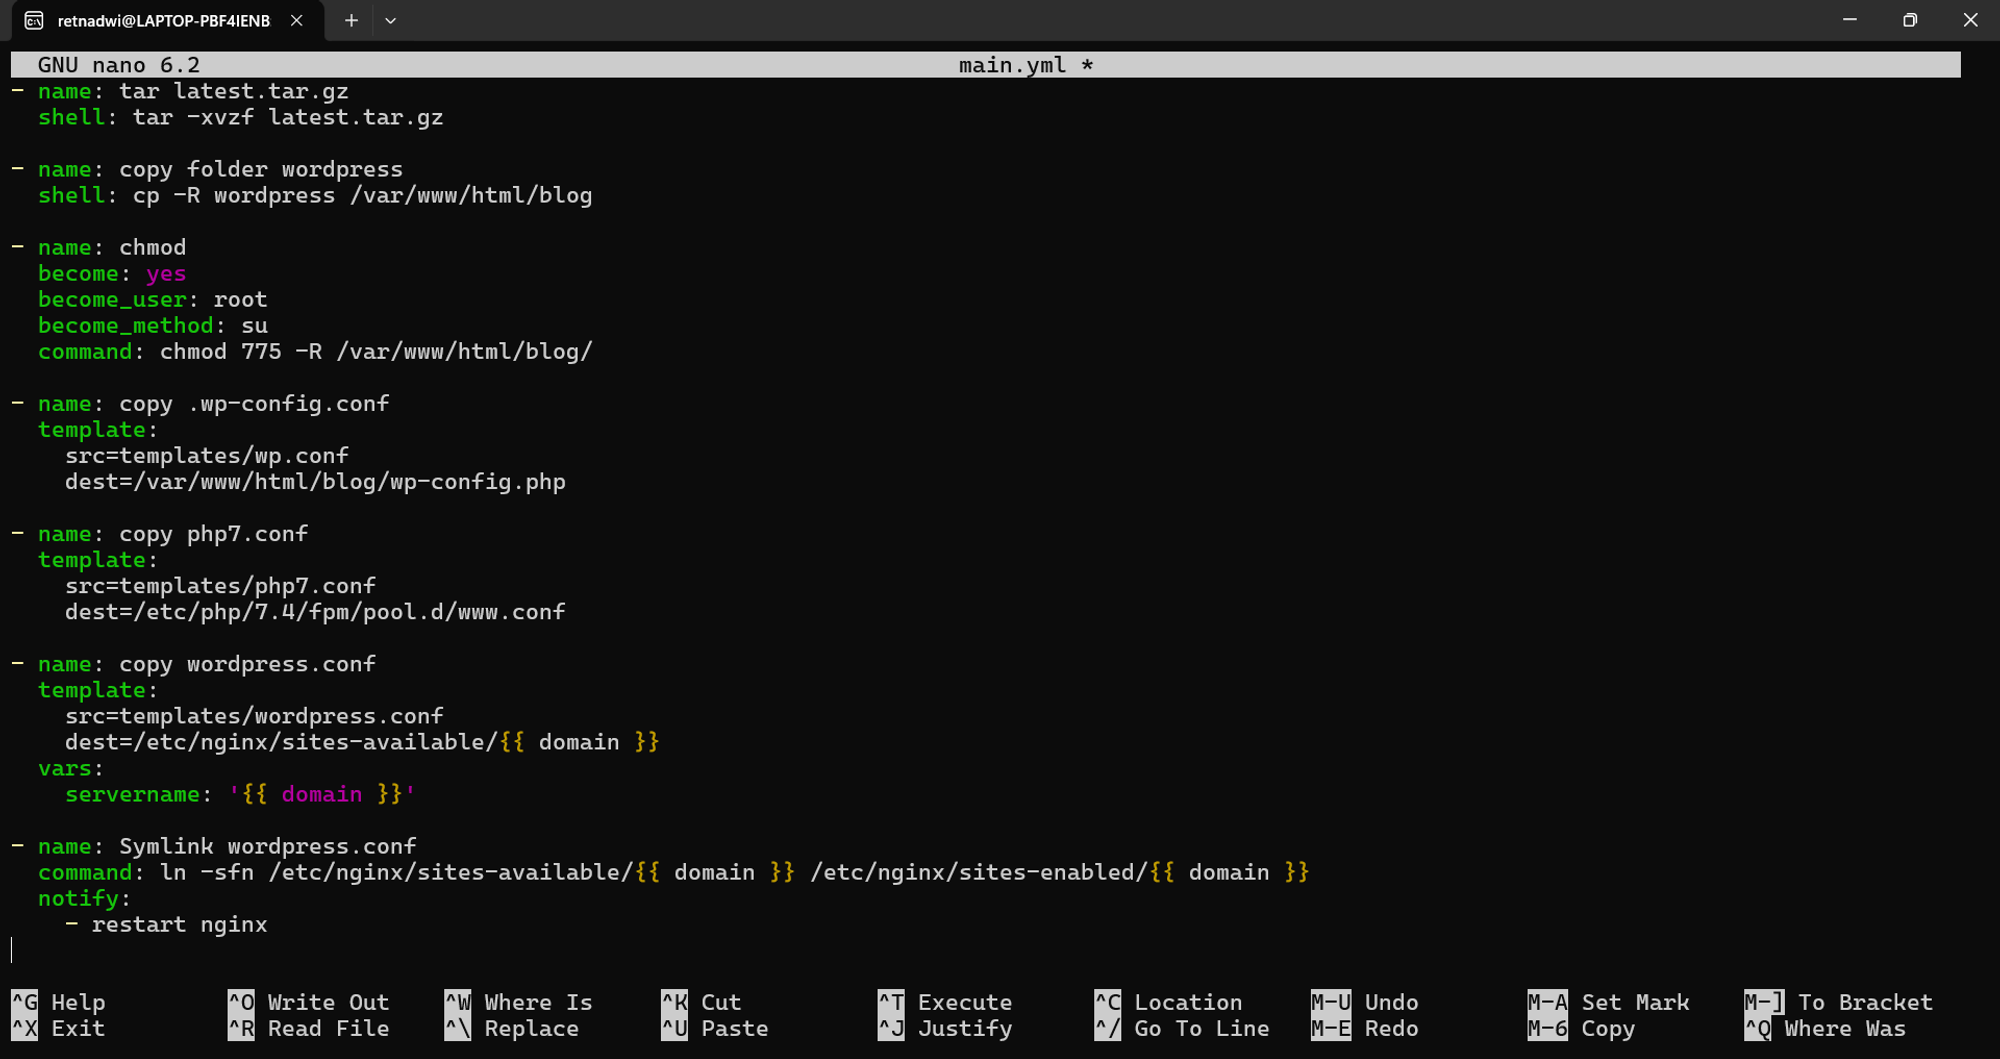 retnadwi@LAPTOP-PBF4IENB
GNU nano 6.2 main.yml *
- name: tar latest.tar.gz
  shell: tar -xvzf latest.tar.gz

- name: copy folder wordpress
  shell: cp -R wordpress /var/www/html/blog

- name: chmod
  become: yes
  become_user: root
  become_method: su
  command: chmod 775 -R /var/www/html/blog/

- name: copy .wp-config.conf
  template:
    src=templates/wp.conf
    dest=/var/www/html/blog/wp-config.php

- name: copy php7.conf
  template:
    src=templates/php7.conf
    dest=/etc/php/7.4/fpm/pool.d/www.conf

- name: copy wordpress.conf
  template:
    src=templates/wordpress.conf
    dest=/etc/nginx/sites-available/{{ domain }}
  vars:
    servername: '{{ domain }}'

- name: Symlink wordpress.conf
  command: ln -sfn /etc/nginx/sites-available/{{ domain }} /etc/nginx/sites-enabled/{{ domain }}
  notify:
    - restart nginx

^G Help ^O Write Out ^W Where Is ^K Cut ^T Execute ^C Location M-U Undo M-A Set Mark M-] To Bracket
^X Exit ^R Read File ^\ Replace ^U Paste ^J Justify ^/ Go To Line M-E Redo M-6 Copy ^Q Where Was